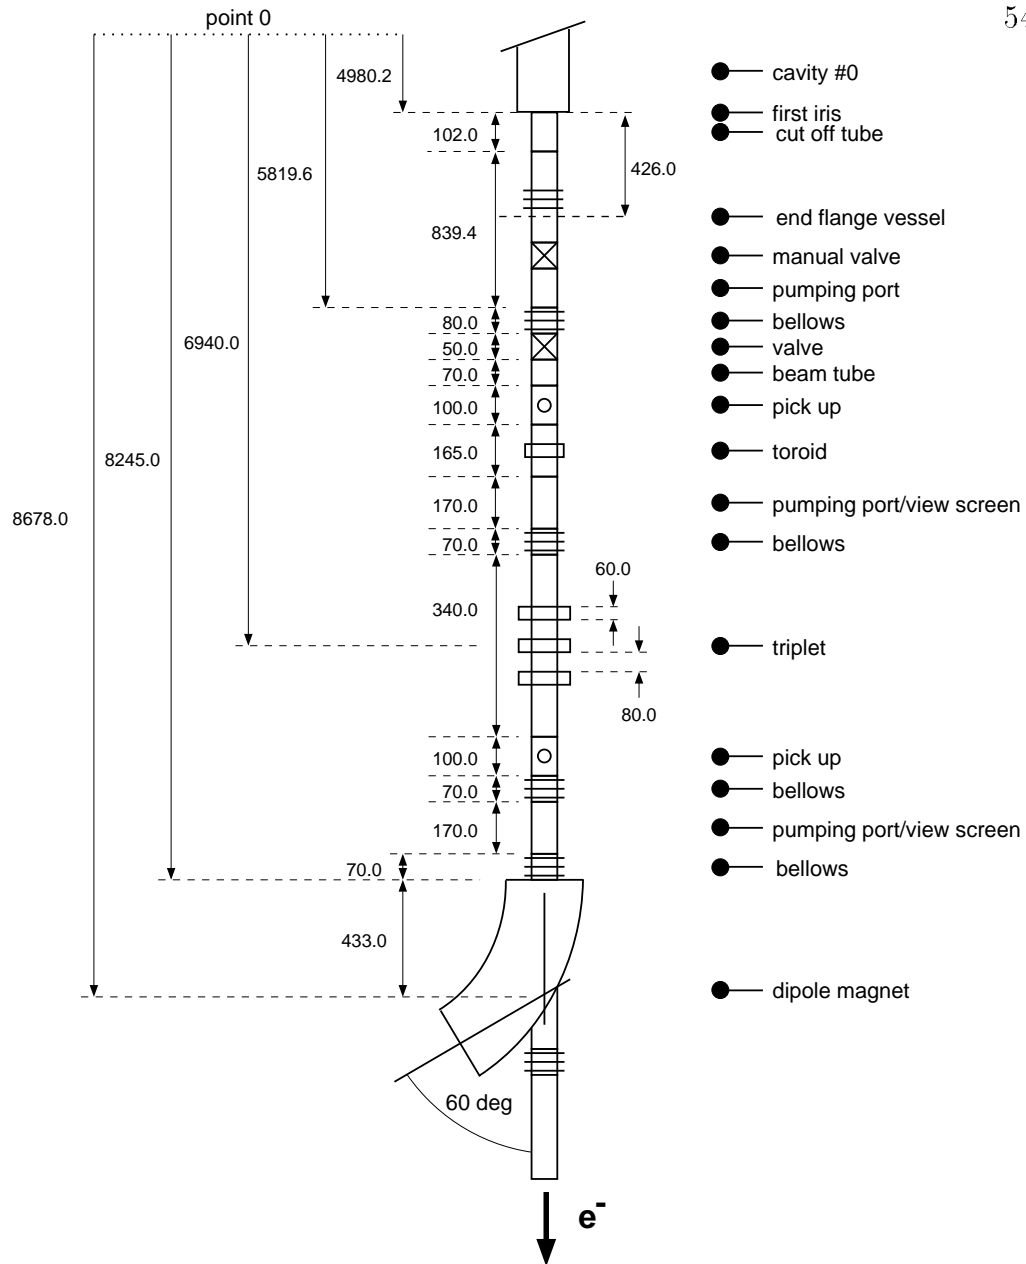 54
point 0
4980.2
cavity #0
first iris
102.0
cut off tube
426.0
5819.6
end flange vessel
839.4
manual valve
pumping port
80.0
bellows
6940.0
50.0
valve
70.0
beam tube
100.0
pick up
8245.0
165.0
toroid
8678.0
170.0
pumping port/view screen
70.0
bellows
60.0
340.0
triplet
80.0
100.0
pick up
70.0
bellows
170.0
pumping port/view screen
70.0
bellows
433.0
dipole magnet
60 deg
e-